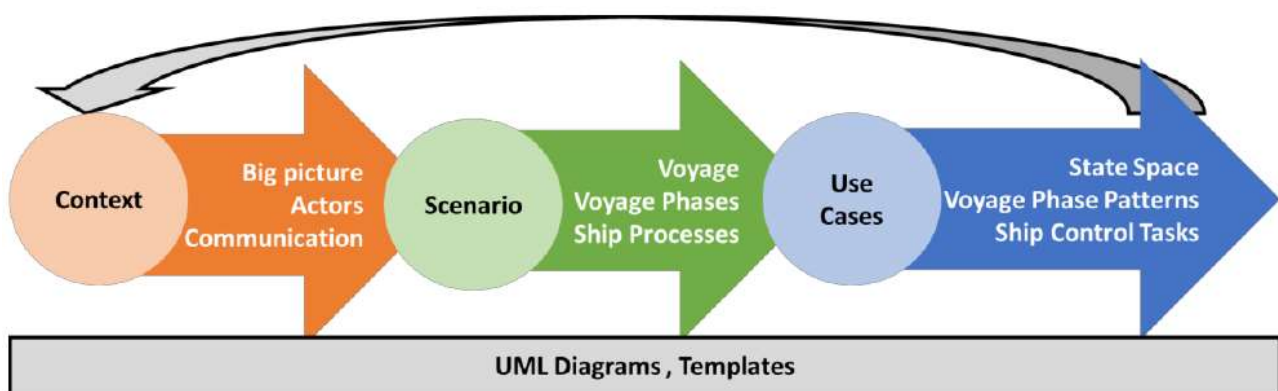 Context
Big picture
Actors
Communication
Scenario
Voyage
Voyage Phases
Ship Processes
Use
Cases
State Space
Voyage Phase Patterns
Ship Control Tasks
UML Diagrams , Templates